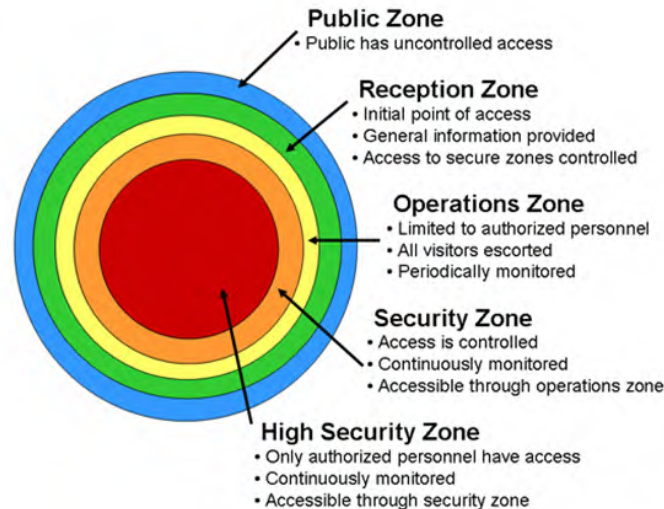 Public Zone
• Public has uncontrolled access
Reception Zone
• Initial point of access
• General information provided
• Access to secure zones controlled
Operations Zone
• Limited to authorized personnel
• All visitors escorted
• Periodically monitored
Security Zone
• Access is controlled
• Continuously monitored
• Accessible through operations zone
High Security Zone
• Only authorized personnel have access
• Continuously monitored
• Accessible through security zone